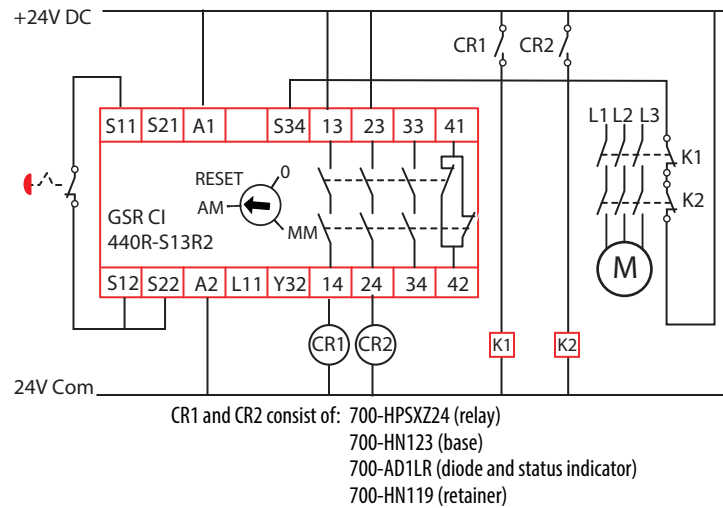 +24V DC
CR1 CR2
S11 S21 A1 S34 13 23 33 41
L1 L2 L3
K1
RESET 0
AM
K2
GSR CI
MM
440R-S13R2
M
S12 S22 A2 L11 Y32 14 24 34 42
CR1 CR2 K1 K2
24V Com
CR1 and CR2 consist of: 700-HPSXZ24 (relay)
700-HN123 (base)
700-AD1LR (diode and status indicator)
700-HN119 (retainer)